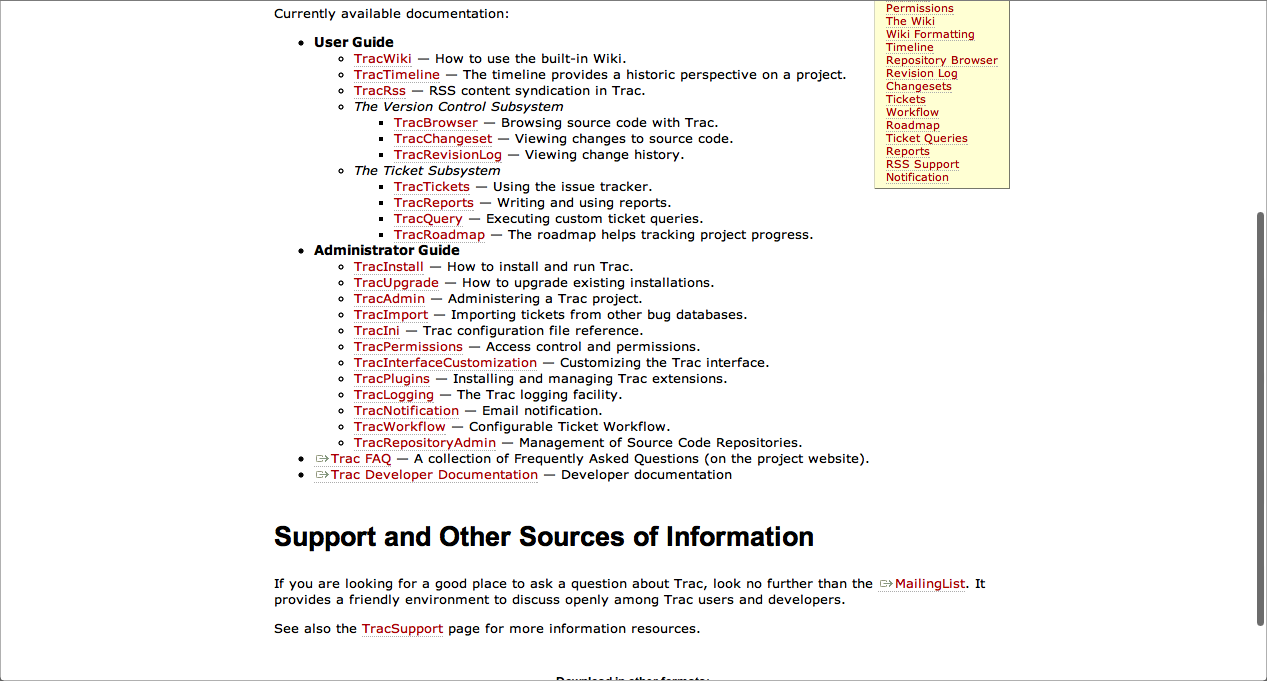 Currently available documentation:
User Guide
TracWiki — How to use the built-in Wiki.
TracTimeline — The timeline provides a historic perspective on a project.
TracRss — RSS content syndication in Trac.
The Version Control Subsystem
TracBrowser — Browsing source code with Trac.
TracChangeset — Viewing changes to source code.
TracRevisionLog — Viewing change history.
The Ticket Subsystem
TracTickets — Using the issue tracker.
TracReports — Writing and using reports.
TracQuery — Executing custom ticket queries.
TracRoadmap — The roadmap helps tracking project progress.
Administrator Guide
TracInstall — How to install and run Trac.
TracUpgrade — How to upgrade existing installations.
TracAdmin — Administering a Trac project.
TracImport — Importing tickets from other bug databases.
TracIni — Trac configuration file reference.
TracPermissions — Access control and permissions.
TracInterfaceCustomization — Customizing the Trac interface.
TracPlugins — Installing and managing Trac extensions.
TracLogging — The Trac logging facility.
TracNotification — Email notification.
TracWorkflow — Configurable Ticket Workflow.
TracRepositoryAdmin — Management of Source Code Repositories.
Trac FAQ — A collection of Frequently Asked Questions (on the project website).
Trac Developer Documentation — Developer documentation
Permissions
The Wiki
Wiki Formatting
Timeline
Repository Browser
Revision Log
Changesets
Tickets
Workflow
Roadmap
Ticket Queries
Reports
RSS Support
Notification
Support and Other Sources of Information
If you are looking for a good place to ask a question about Trac, look no further than the MailingList. It
provides a friendly environment to discuss openly among Trac users and developers.
See also the TracSupport page for more information resources.
Download in other formats: